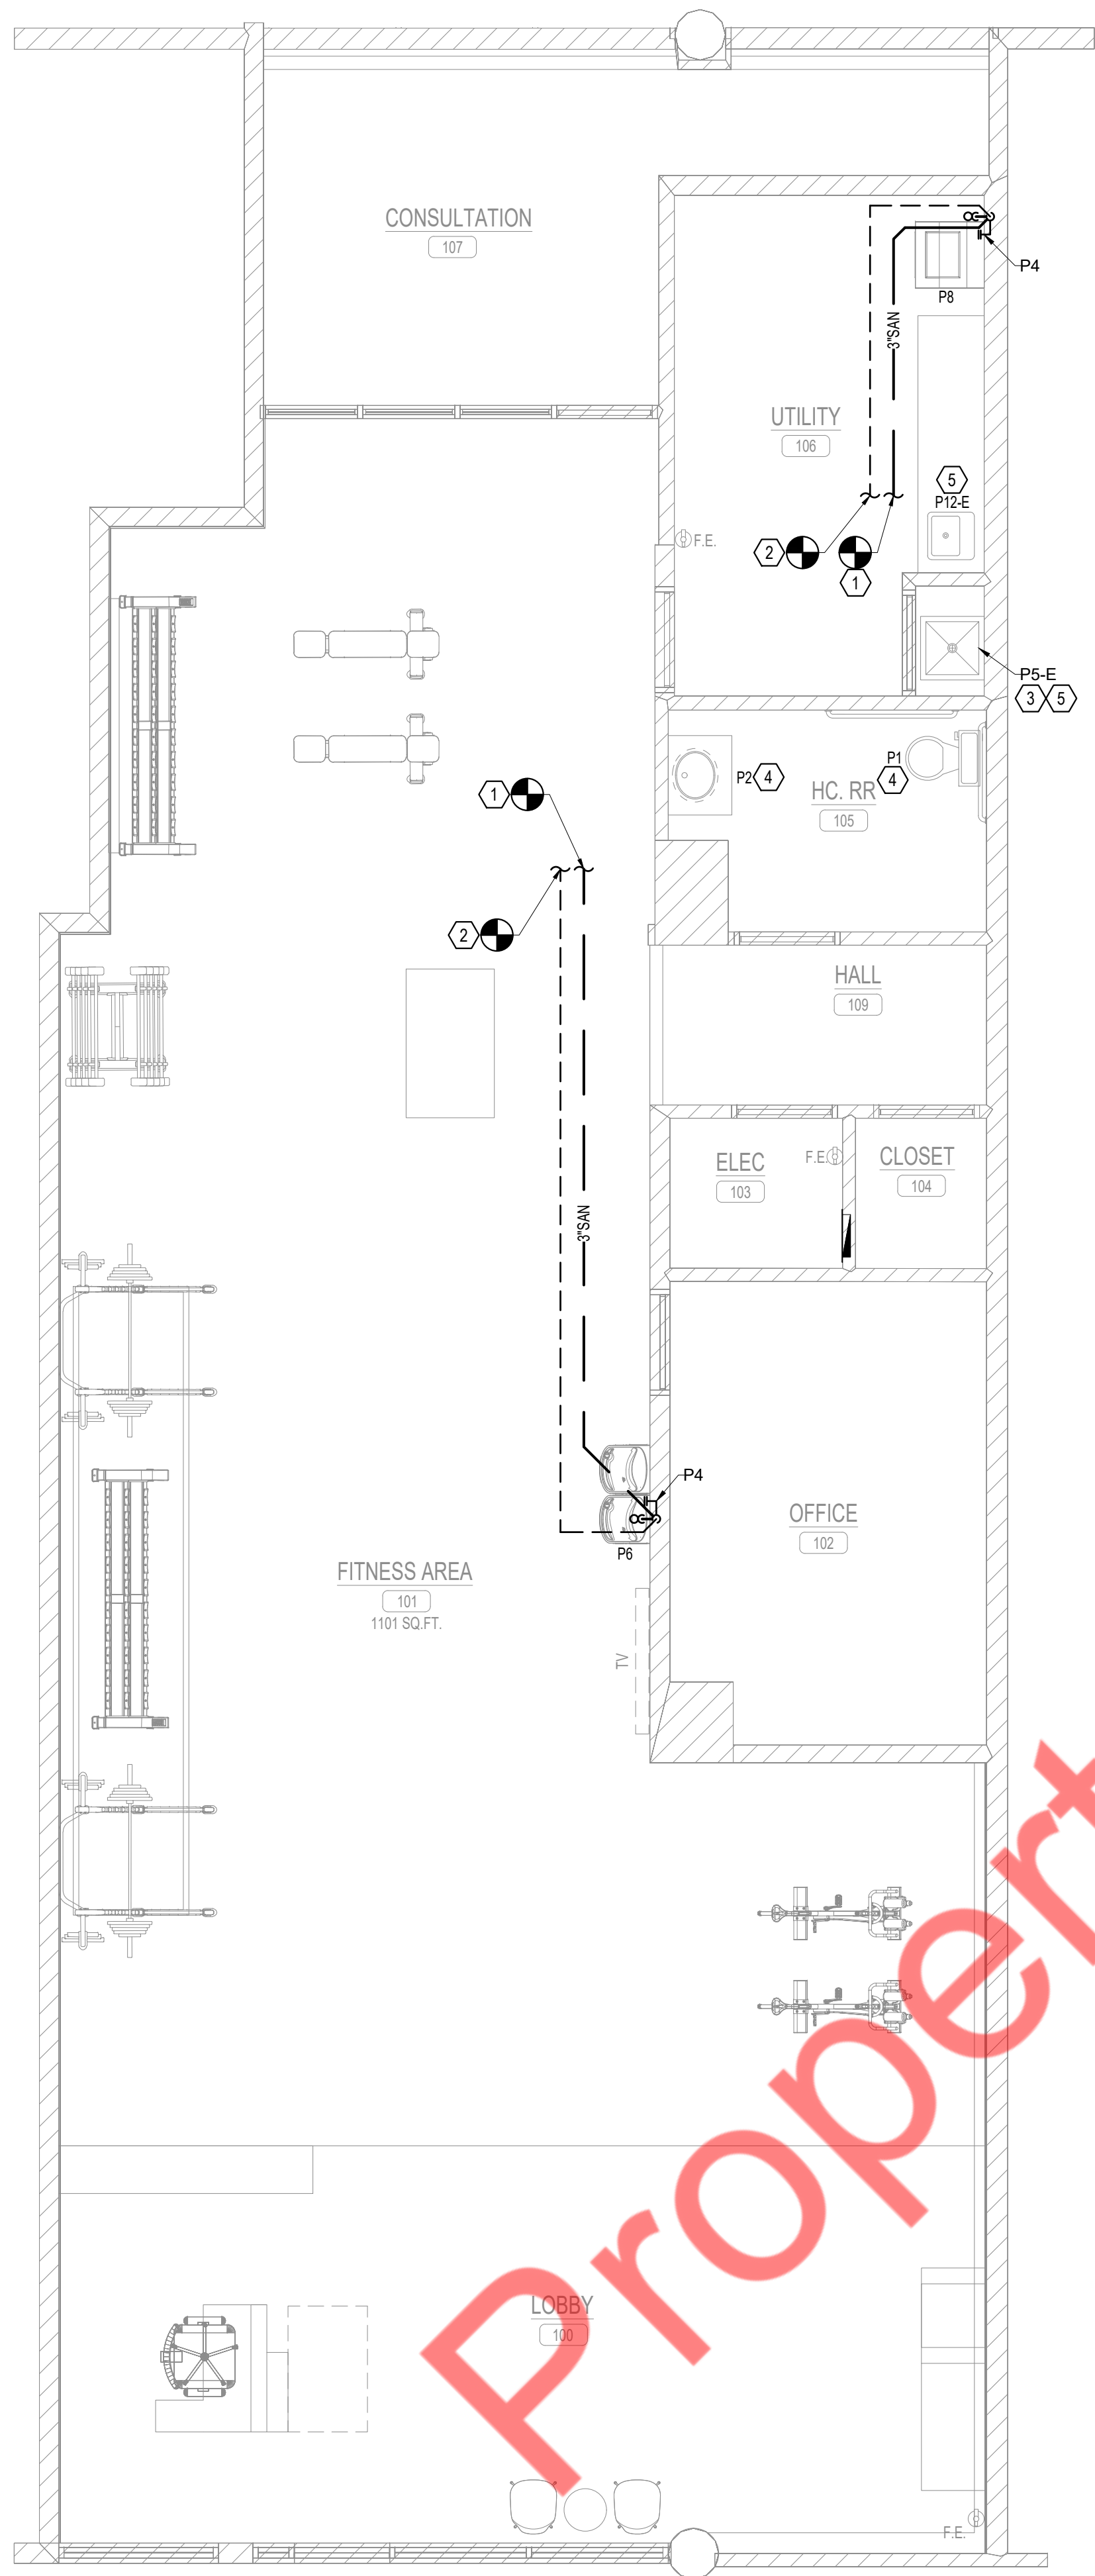 CONSULTATION
107
P4
P8
3"SAN
UTILITY
106
5
P12-E
F.E.
2
1
P5-E
3 5
P1
P2 4
4
HC. RR
105
1
2
HALL
109
ELEC
103
F.E.
CLOSET
104
3"SAN
P4
OFFICE
102
P6
FITNESS AREA
101
1101 SQ.FT.
TV
LOBBY
100
F.E.
Propert